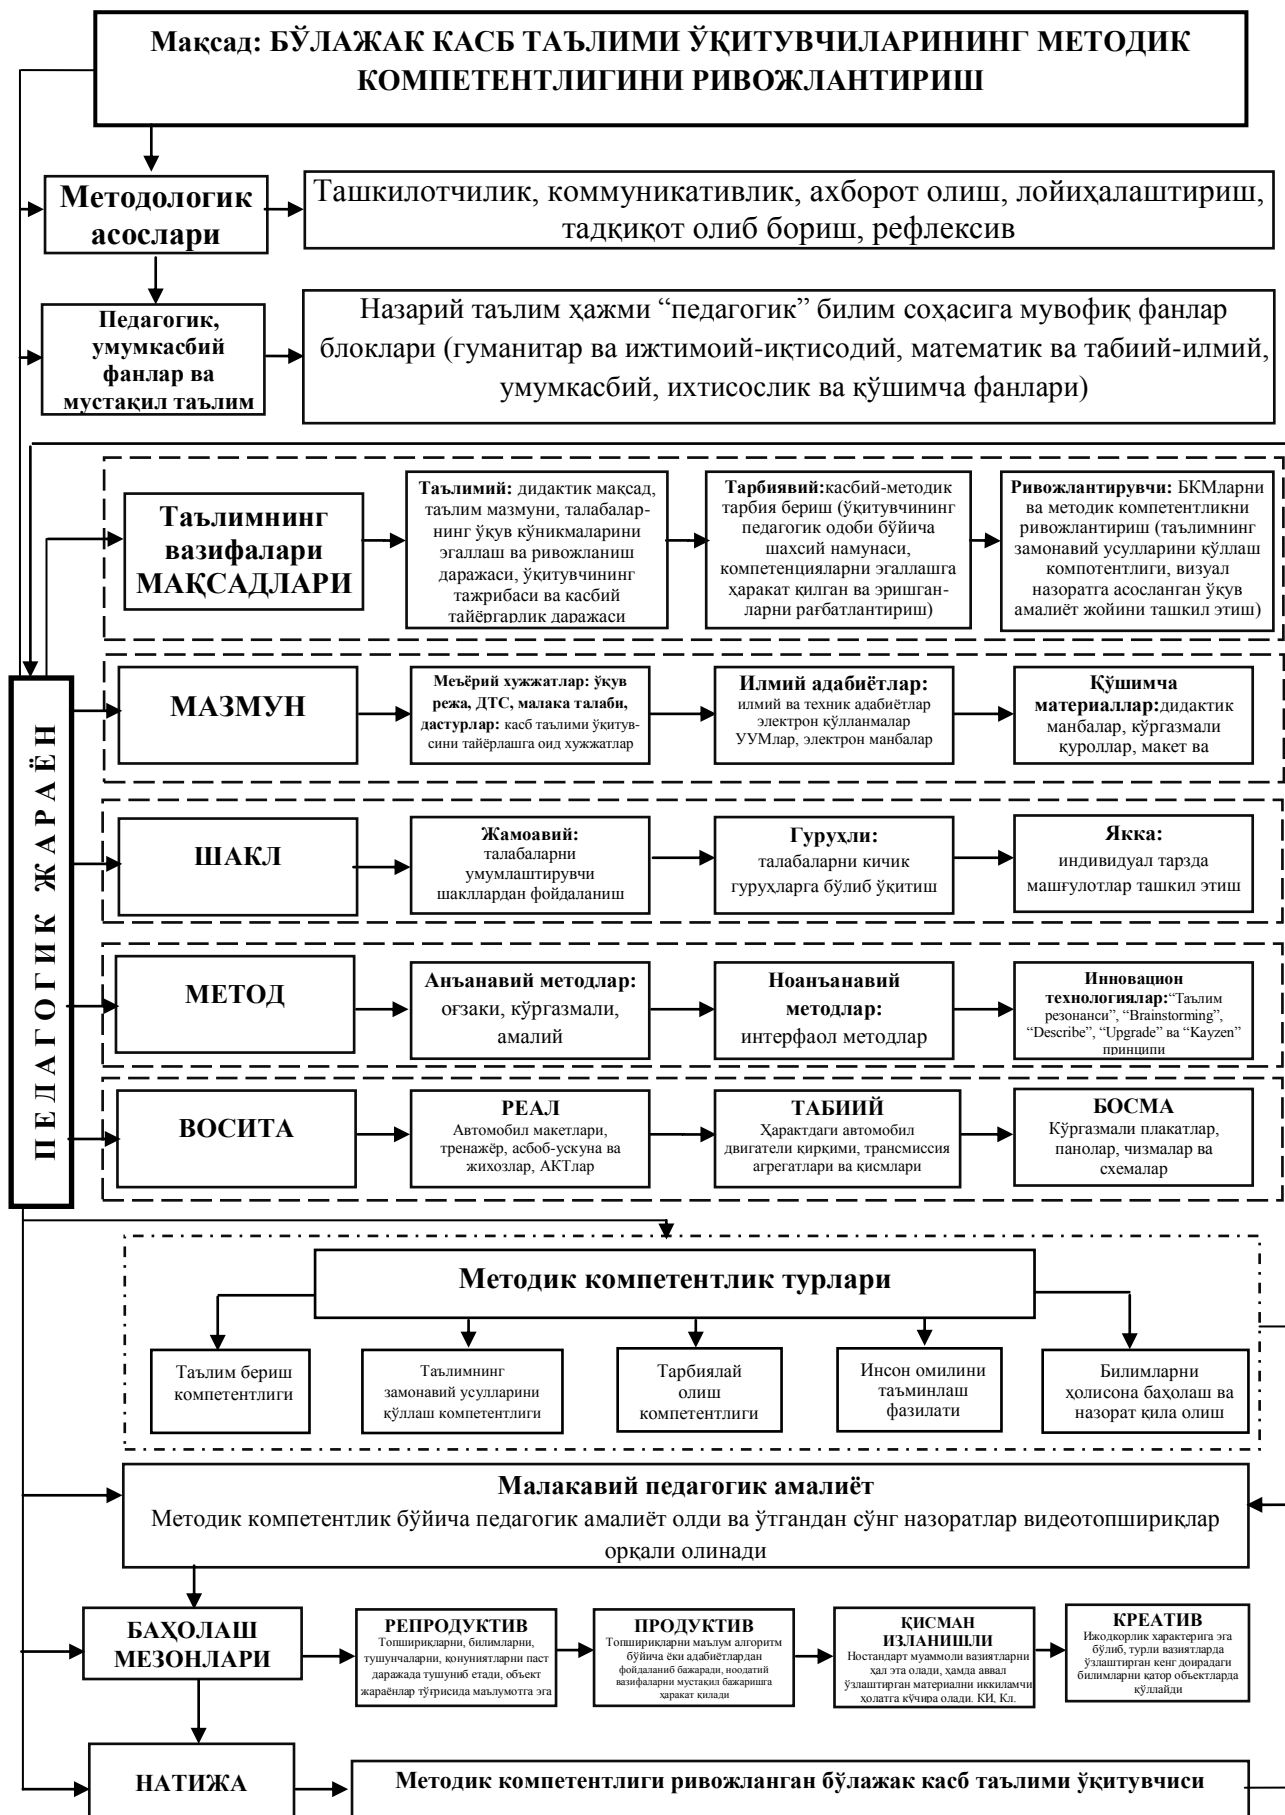 Мақсад: БЎЛАЖАК КАСБ ТАЪЛИМИ ЎҚИТУВЧИЛАРИНИНГ МЕТОДИК
КОМПЕТЕНТЛИГИНИ РИВОЖЛАНТИРИШ
Методологик
асослари
Ташкилотчилик, коммуникативлик, ахборот олиш, лойиҳалаштириш,
тадқиқот олиб бориш, рефлексив
Педагогик,
умумкасбий
фанлар ва
мустақил таълим
Назарий таълим ҳажми “педагогик” билим соҳасига мувофиқ фанлар
блоклари (гуманитар ва ижтимоий-иқтисодий, математик ва табиий-илмий,
умумкасбий, ихтисослик ва қўшимча фанлари)
ПЕДАГОГИК ЖАРАЁН
Таълимнинг
вазифалари
МАҚСАДЛАРИ
Таълимий: дидактик мақсад,
таълим мазмуни, талабалар-
нинг ўқув кўникмаларини
эгаллаш ва ривожланиш
даражаси, ўқитувчининг
тажрибаси ва касбий
тайёргарлик даражаси
Тарбиявий:касбий-методик
тарбия бериш (ўқитувчининг
педагогик одоби бўйича
шахсий намунаси,
компетенцияларни эгаллашга
ҳаракат қилган ва эришган-
ларни рағбатлантириш)
Ривожлантирувчи: БКМларни
ва методик компетентликни
ривожлантириш (таълимнинг
замонавий усулларини қўллаш
компотентлиги, визуал
назоратга асосланган ўқув
амалиёт жойини ташкил этиш)
МАЗМУН
Меъёрий хужжатлар: ўқув
режа, ДТС, малака талаби,
дастурлар: касб таълими ўқитув-
сини тайёрлашга оид хужжатлар
Илмий адабиётлар:
илмий ва техник адабиётлар
электрон қўлланмалар
УУМлар, электрон манбалар
Қўшимча
материаллар:дидактик
манбалар, кўргазмали
қуроллар, макет ва
ШАКЛ
Жамоавий:
талабаларни
умумлаштирувчи
шакллардан фойдаланиш
Гуруҳли:
талабаларни кичик
гуруҳларга бўлиб ўқитиш
Якка:
индивидуал тарзда
машғулотлар ташкил этиш
МЕТОД
Анъанавий методлар:
оғзаки, кўргазмали,
амалий
Ноанъанавий
методлар:
интерфаол методлар
Инновацион
технологиялар:“Таълим
резонанси”, “Brainstorming”,
“Describe”, “Upgrade” ва “Kayzen”
принципи
ВОСИТА
РЕАЛ
Автомобил макетлари,
тренажёр, асбоб-ускуна ва
жихозлар, АКТлар
ТАБИИЙ
Ҳарактдаги автомобил
двигатели қирқими, трансмиссия
агрегатлари ва қисмлари
БОСМА
Кўргазмали плакатлар,
панолар, чизмалар ва
схемалар
Методик компетентлик турлари
Таълим бериш
компетентлиги
Таълимнинг
замонавий усулларини
қўллаш компетентлиги
Тарбиялай
олиш
компетентлиги
Инсон омилини
таъминлаш
фазилати
Билимларни
ҳолисона баҳолаш ва
назорат қила олиш
Малакавий педагогик амалиёт
Методик компетентлик бўйича педагогик амалиёт олди ва ўтгандан сўнг назоратлар видеотопшириқлар
орқали олинади
БАҲОЛАШ
МЕЗОНЛАРИ
РЕПРОДУКТИВ
Топшириқларни, билимларни,
тушунчаларни, қонуниятларни паст
даражада тушуниб етади, объект
жараёнлар тўғрисида маълумотга эга
ПРОДУКТИВ
Топшириқларни маълум алгоритм
бўйича ёки адабиётлардан
фойдаланиб бажаради, ноодатий
вазифаларни мустақил бажаришга
ҳаракат қилади
ҚИСМАН
ИЗЛАНИШЛИ
Ностандарт муаммоли вазиятларни
ҳал эта олади, ҳамда аввал
ўзлаштирган материални иккиламчи
ҳолатга кўчира олади. КИ, Кл.
КРЕАТИВ
Ижодкорлик характерига эга
бўлиб, турли вазиятларда
ўзлаштирган кенг доирадаги
билимларни қатор объектларда
қўллайди
НАТИЖА
Методик компетентлиги ривожланган бўлажак касб таълими ўқитувчиси